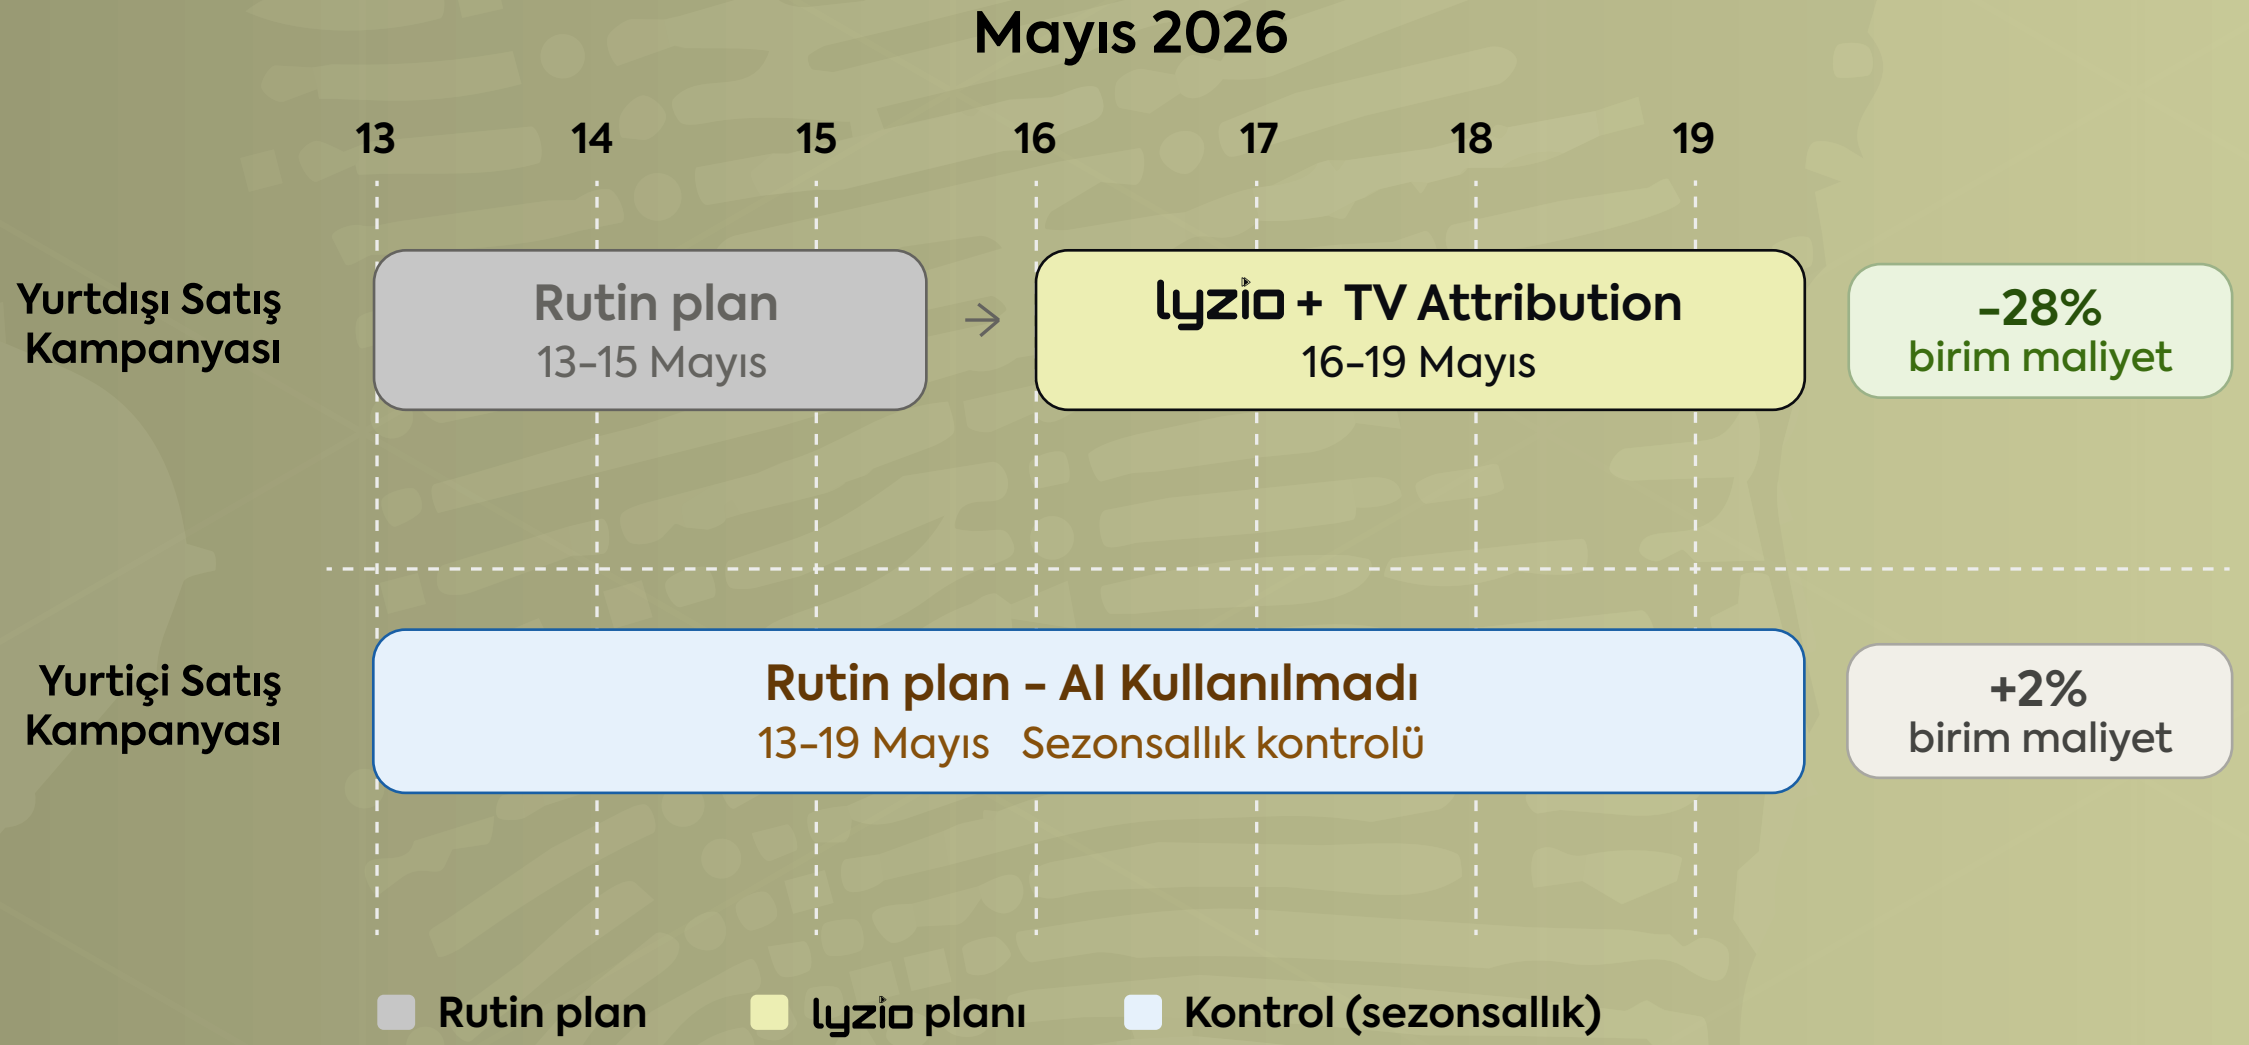 Mayıs 2026
13 14 15 16 17 18 19
Yurtdışı Satış
Kampanyası
Rutin plan
13-15 Mayıs
→
lyzio + TV Attribution
16-19 Mayıs
-28%
birim maliyet
Yurtiçi Satış
Kampanyası
Rutin plan - AI Kullanılmadı
13-19 Mayıs Sezonsallık kontrolü
+2%
birim maliyet
Rutin plan
lyzio planı
Kontrol (sezonsallık)